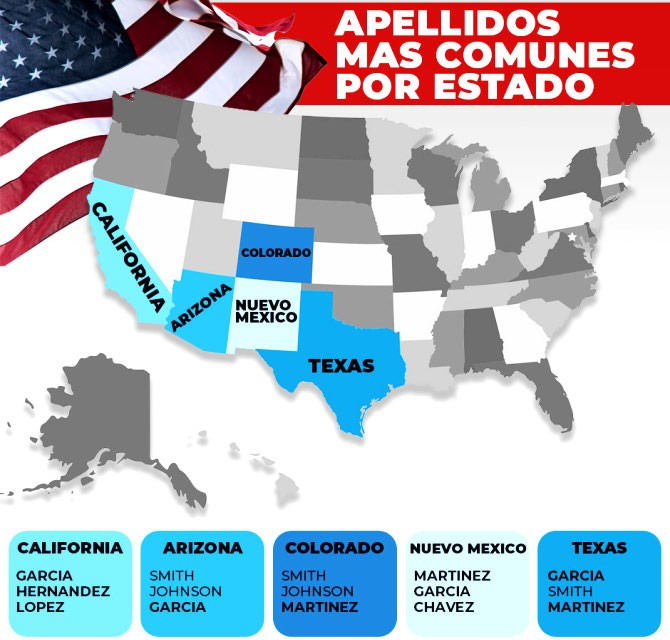 APELLIDOS
MAS COMUNES
POR ESTADO
CALIFORNIA
COLORADO
ARIZONA
NUEVO
MEXICO
TEXAS
CALIFORNIA
GARCIA
HERNANDEZ
LOPEZ
ARIZONA
SMITH
JOHNSON
GARCIA
COLORADO
SMITH
JOHNSON
MARTINEZ
NUEVO MEXICO
MARTINEZ
GARCIA
CHAVEZ
TEXAS
GARCIA
SMITH
MARTINEZ